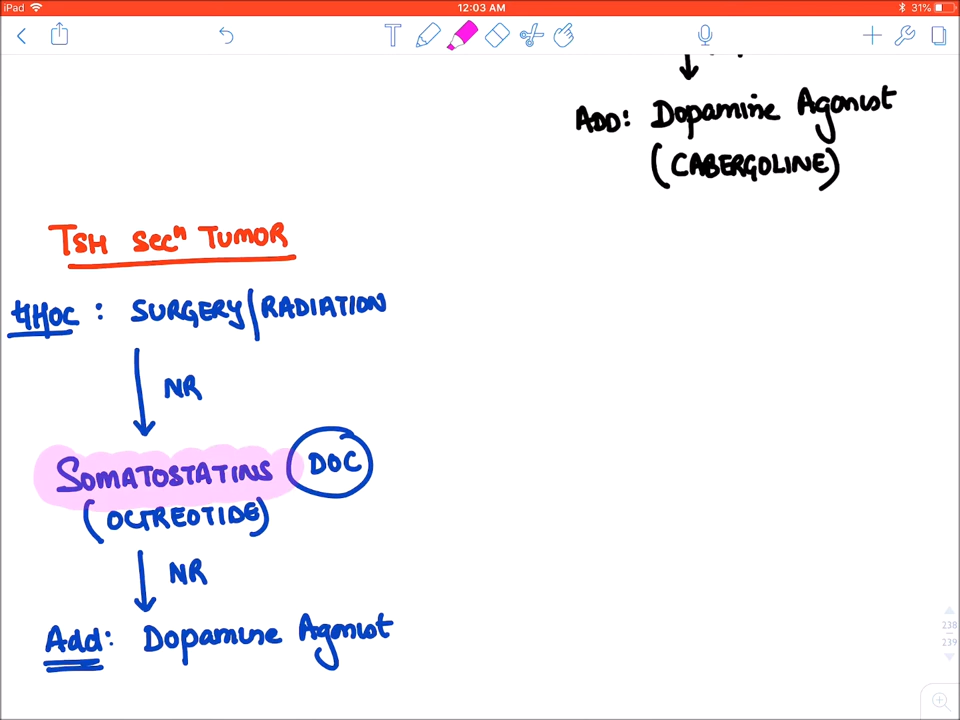 iPad 12:03 AM 31%
T
ADD: Dopamine Agonist
(CABERGOLINE)
TSH Secⁿ TUMOR
: SURGERY/RADIATION
NR
SOMATOSTATINS DOC
(OCTREOTIDE)
NR
Add: Dopamine Agonist
238
239